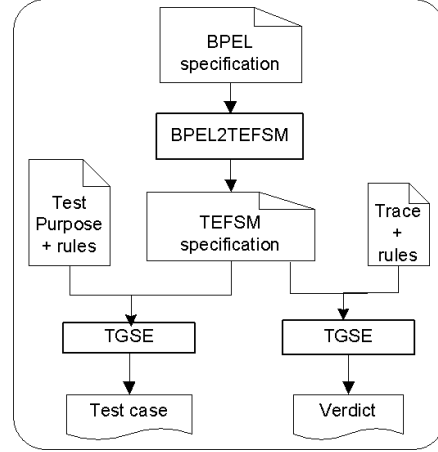 BPEL
specification
BPEL2TEFSM
Test
Purpose
+ rules
TEFSM
specification
Trace
+
rules
TGSE
TGSE
Test case
Verdict